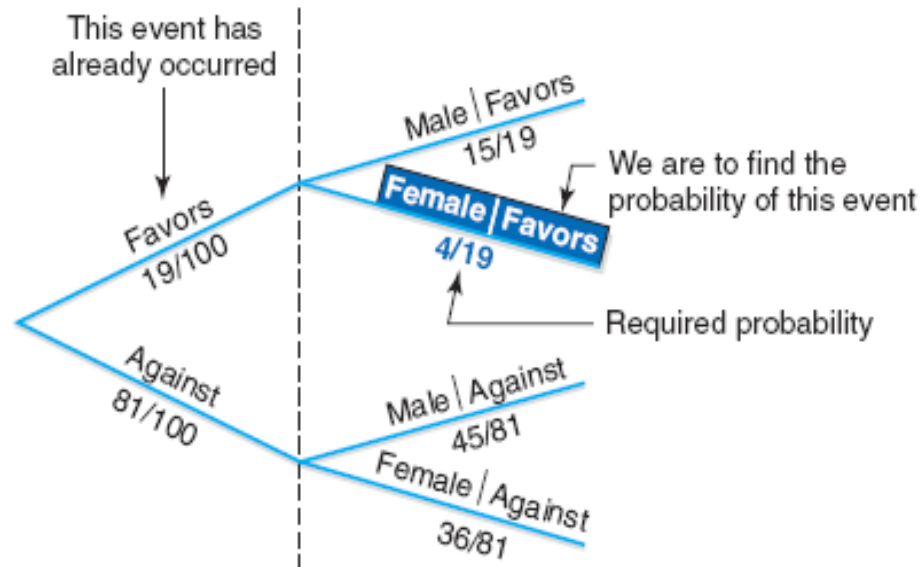 This event has
already occurred
Male | Favors
15/19
We are to find the
probability of this event
Female | Favors
4/19
Favors
19/100
Required probability
Against
81/100
Male | Against
45/81
Female | Against
36/81